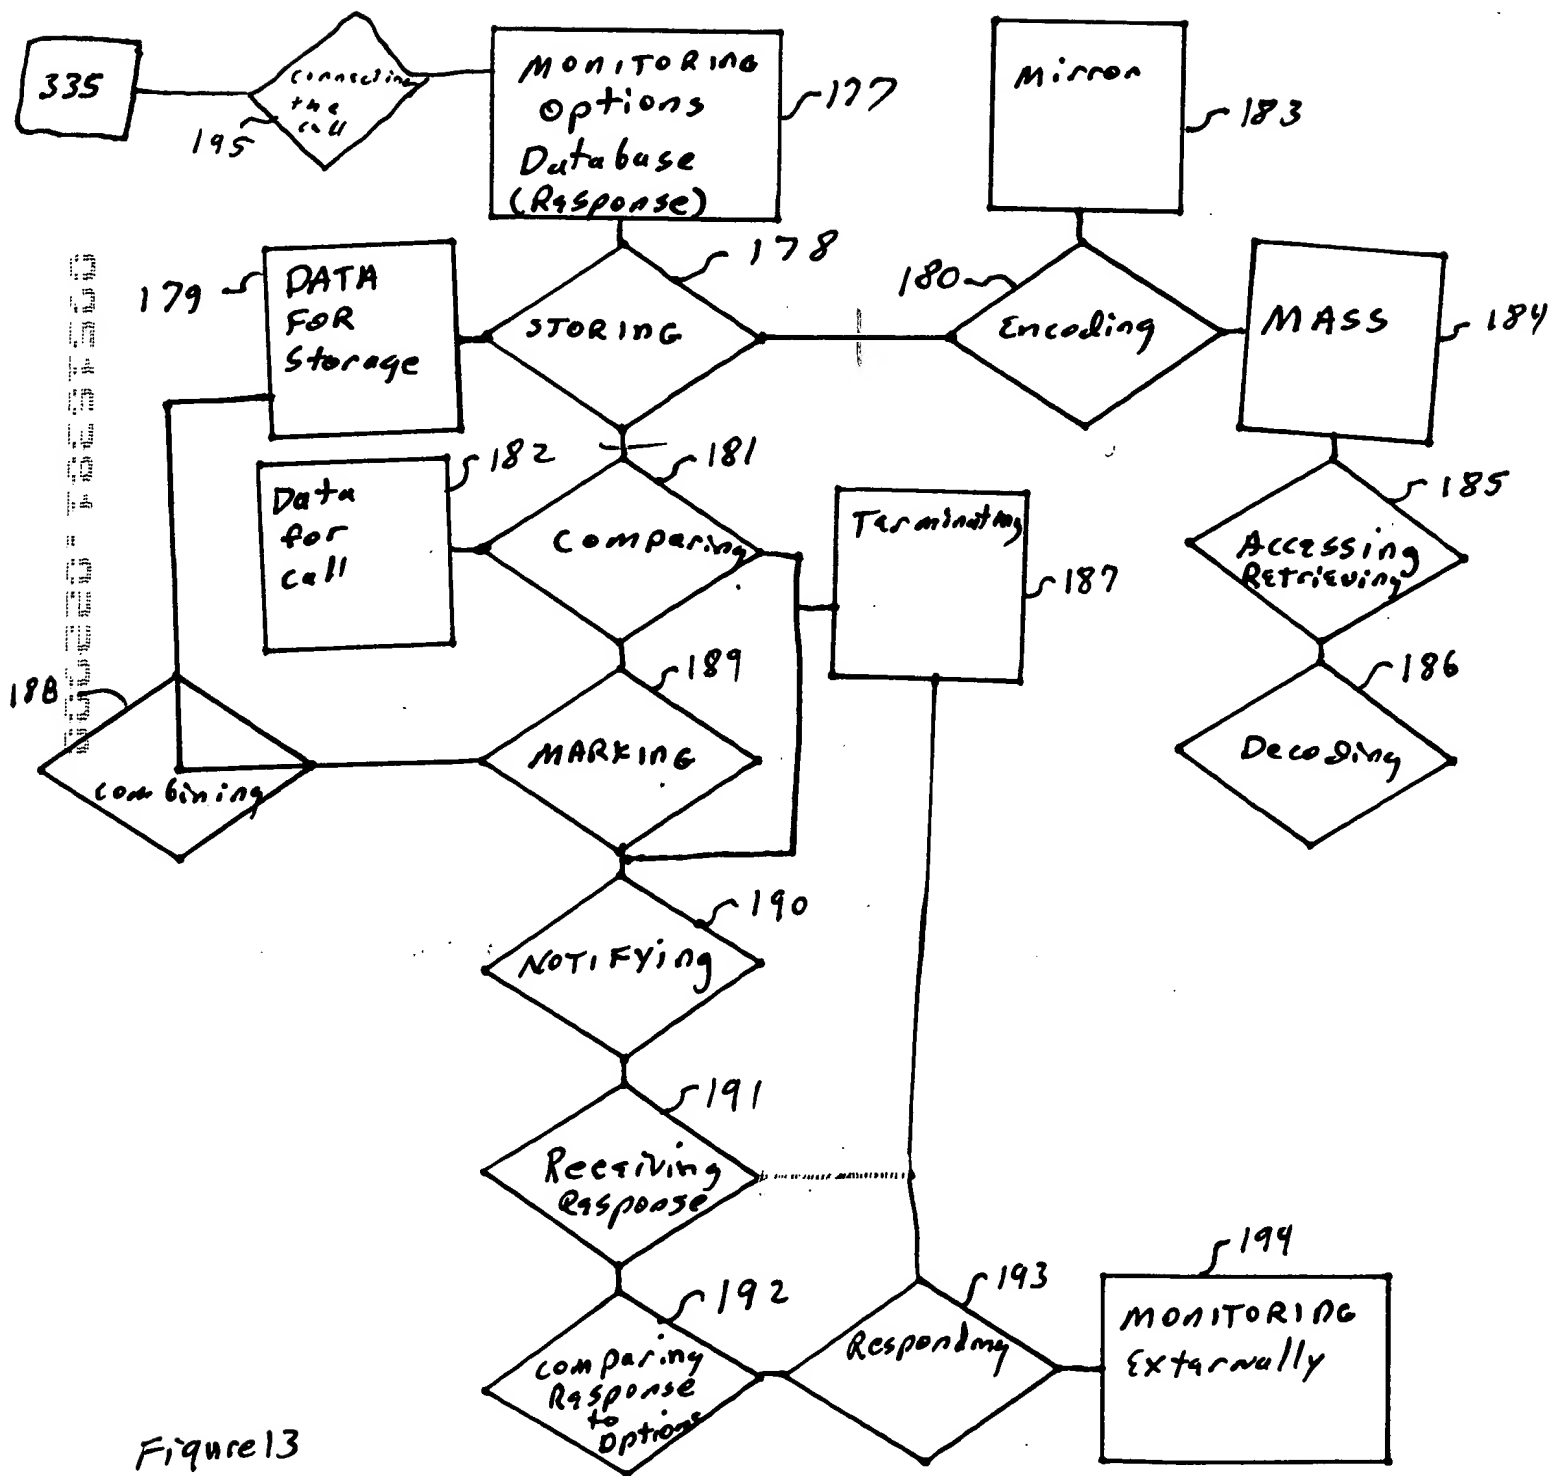 335
connecting
the
call
195
MONITORING
Options
Database
(Response)
177
Mirror
183
179
DATA
FOR
Storage
STORING
178
180
Encoding
MASS
184
182
Data
for
call
181
Comparing
Terminating
187
185
Accessing
Retrieving
189
188
combining
MARKING
186
Decoding
190
NOTIFYing
191
Receiving
Response
192
comparing
Response
to
Options
193
Responding
194
MONITORING
Externally
Figure13